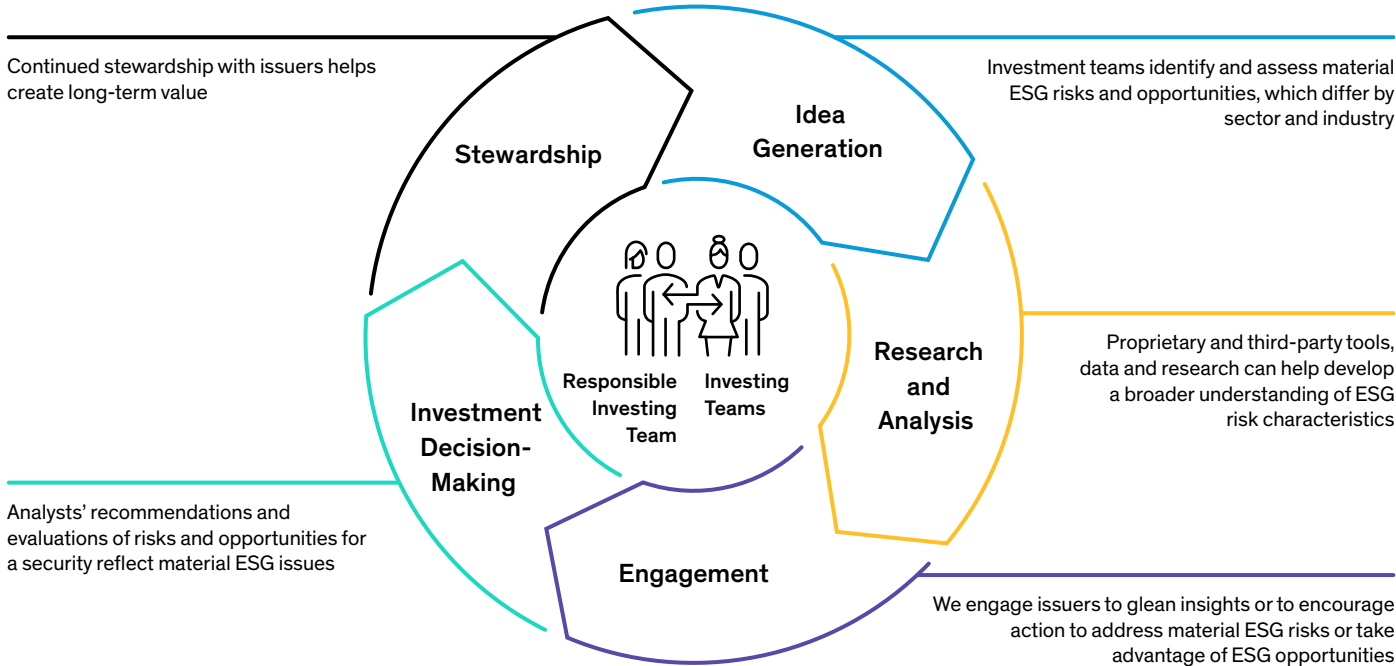 Continued stewardship with issuers helps
create long-term value
Stewardship
Idea
Generation
Investment teams identify and assess material
ESG risks and opportunities, which differ by
sector and industry
Research
and
Analysis
Proprietary and third-party tools,
data and research can help develop
a broader understanding of ESG
risk characteristics
Responsible
Investing
Team
Investing
Teams
Investment
Decision-
Making
Analysts’ recommendations and
evaluations of risks and opportunities for
a security reflect material ESG issues
Engagement
We engage issuers to glean insights or to encourage
action to address material ESG risks or take
advantage of ESG opportunities